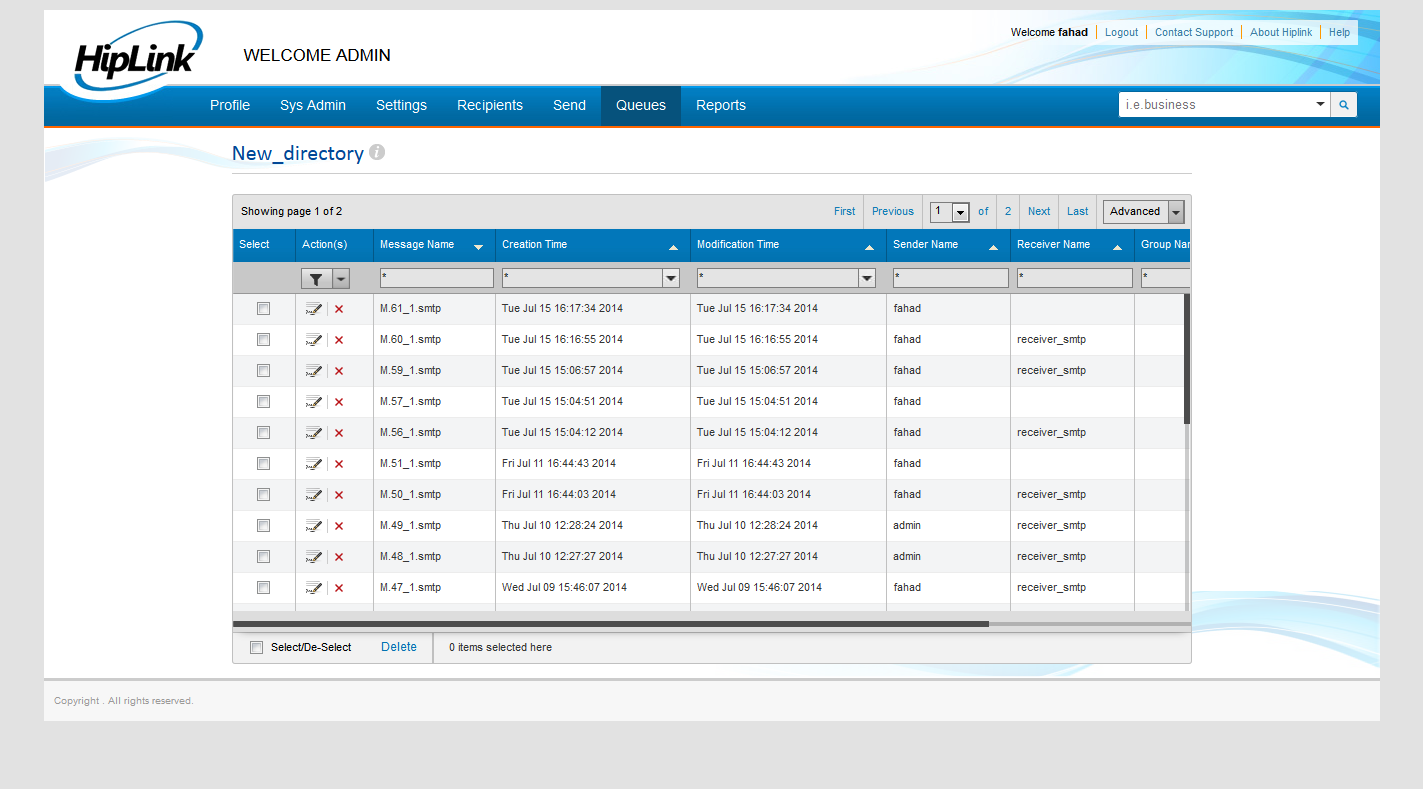 HipLink
WELCOME ADMIN
Welcome fahad Logout Contact Support About Hiplink Help
Profile Sys Admin Settings Recipients Send Queues Reports i.e.business
New_directory i
Showing page 1 of 2 First Previous 1 of 2 Next Last Advanced
Select Action(s) Message Name Creation Time Modification Time Sender Name Receiver Name Group Nar
* * * * * *
M.61_1.smtp Tue Jul 15 16:17:34 2014 Tue Jul 15 16:17:34 2014 fahad
M.60_1.smtp Tue Jul 15 16:16:55 2014 Tue Jul 15 16:16:55 2014 fahad receiver_smtp
M.59_1.smtp Tue Jul 15 15:06:57 2014 Tue Jul 15 15:06:57 2014 fahad receiver_smtp
M.57_1.smtp Tue Jul 15 15:04:51 2014 Tue Jul 15 15:04:51 2014 fahad
M.56_1.smtp Tue Jul 15 15:04:12 2014 Tue Jul 15 15:04:12 2014 fahad receiver_smtp
M.51_1.smtp Fri Jul 11 16:44:43 2014 Fri Jul 11 16:44:43 2014 fahad
M.50_1.smtp Fri Jul 11 16:44:03 2014 Fri Jul 11 16:44:03 2014 fahad receiver_smtp
M.49_1.smtp Thu Jul 10 12:28:24 2014 Thu Jul 10 12:28:24 2014 admin receiver_smtp
M.48_1.smtp Thu Jul 10 12:27:27 2014 Thu Jul 10 12:27:27 2014 admin receiver_smtp
M.47_1.smtp Wed Jul 09 15:46:07 2014 Wed Jul 09 15:46:07 2014 fahad receiver_smtp
Select/De-Select Delete 0 items selected here
Copyright . All rights reserved.